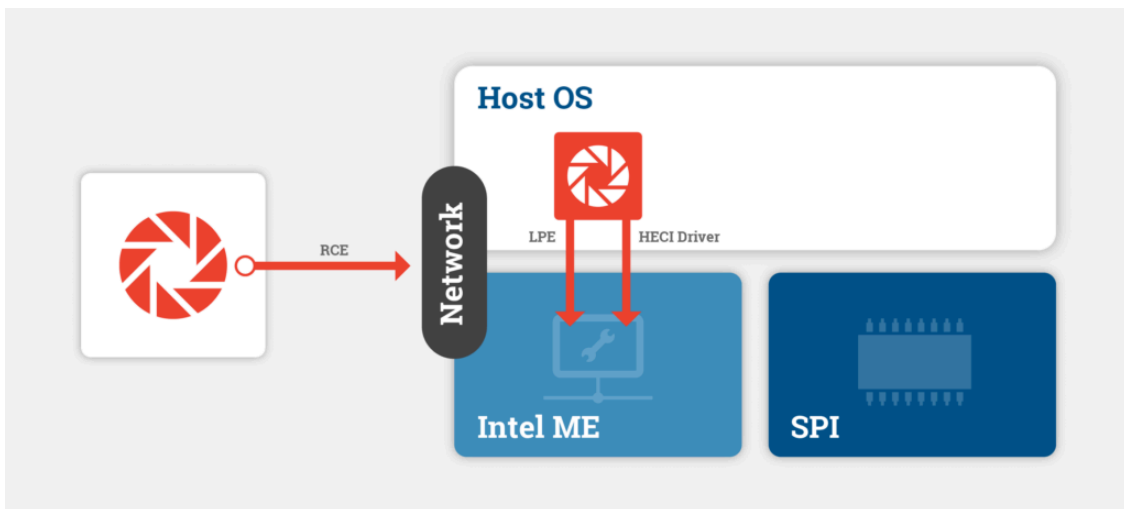 Host OS
RCE
Network
LPE
HECI Driver
Intel ME
SPI